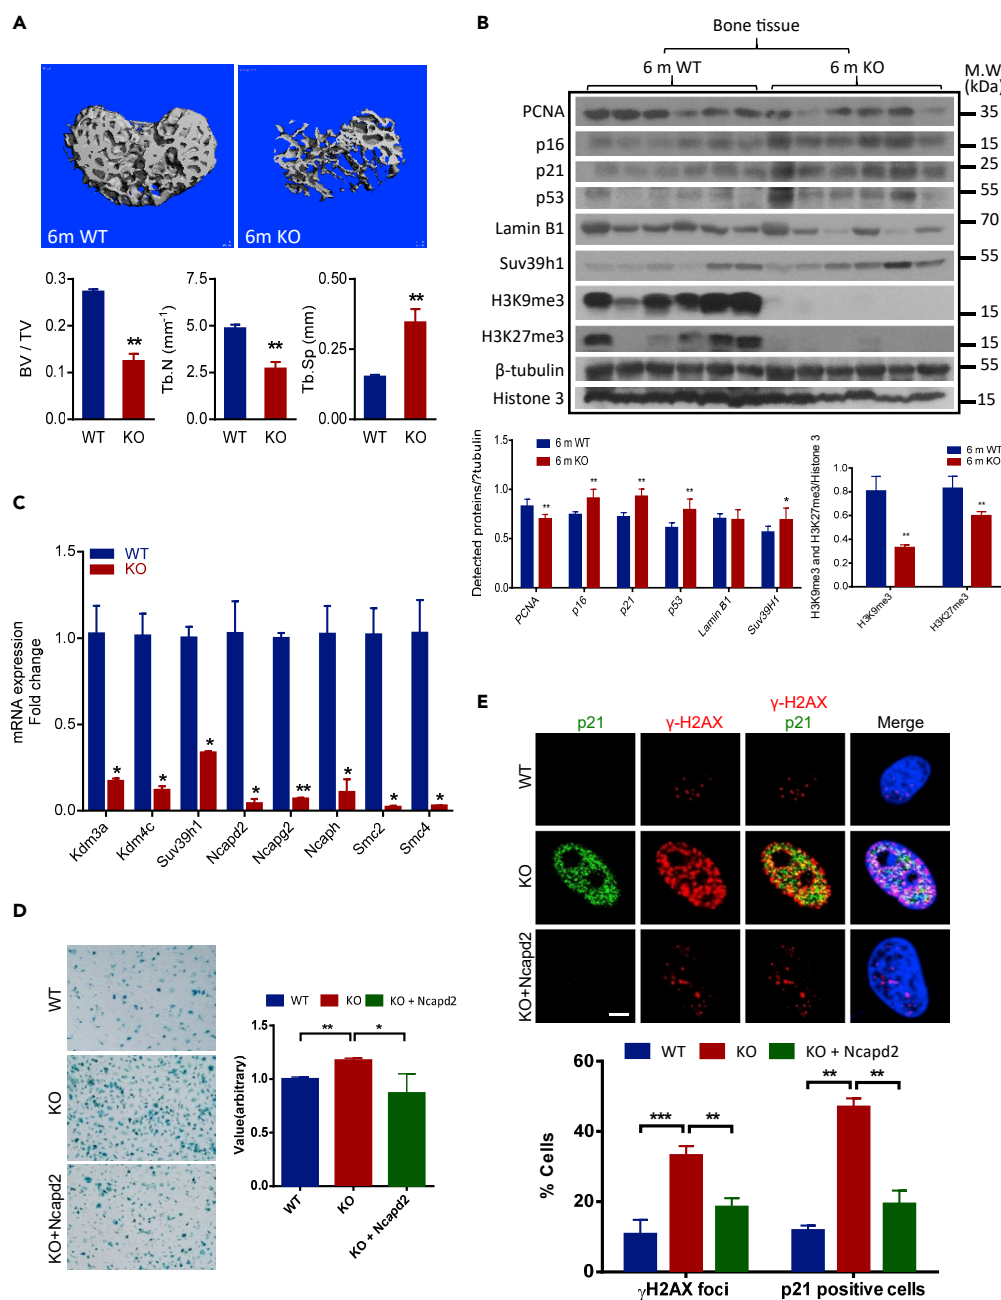 A
6m WT
6m KO
BV / TV
0.3
0.2
0.1
0.0
WT
KO
**
Tb.N (mm-1)
7.5
5.0
2.5
0.0
WT
KO
**
Tb.Sp (mm)
0.50
0.25
0.00
WT
KO
**
B
Bone tissue
6 m WT
6 m KO
M.W.
(kDa)
PCNA
35
p16
15
p21
25
p53
55
Lamin B1
70
Suv39h1
55
H3K9me3
15
H3K27me3
15
β-tubulin
55
Histone 3
15
Detected proteins/?tubulin
1.5
1.0
0.5
0.0
6 m WT
6 m KO
**
**
**
**
*
PCNA
p16
p21
p53
Lamin B1
Suv39H1
H3K9me3 and H3K27me3/Histone 3
1.0
0.8
0.6
0.4
0.2
0
6 m WT
6 m KO
**
**
H3K9me3
H3K27me3
C
mRNA expression
Fold change
1.5
1.0
0.5
0.0
WT
KO
*
*
*
*
**
*
*
*
Kdm3a
Kdm4c
Suv39h1
Ncapd2
Ncapg2
Ncaph
Smc2
Smc4
D
WT
KO
KO+Ncapd2
WT
KO
KO + Ncapd2
Value(arbitrary)
1.5
1.0
0.5
0.0
**
*
WT
KO
KO + Ncapd2
E
p21
γ-H2AX
γ-H2AX
p21
Merge
WT
KO
KO+Ncapd2
WT
KO
KO + Ncapd2
% Cells
60
40
20
0
***
**
**
**
γH2AX foci
p21 positive cells